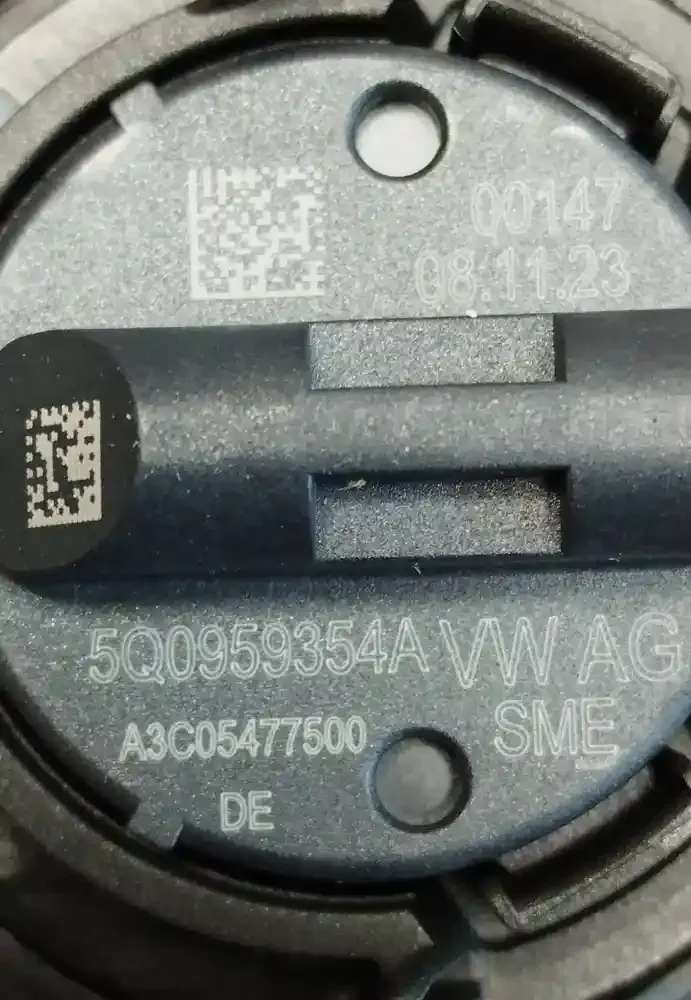 00147
08.11.23
5Q0959354A VW AG
A3C05477500 SME
DE